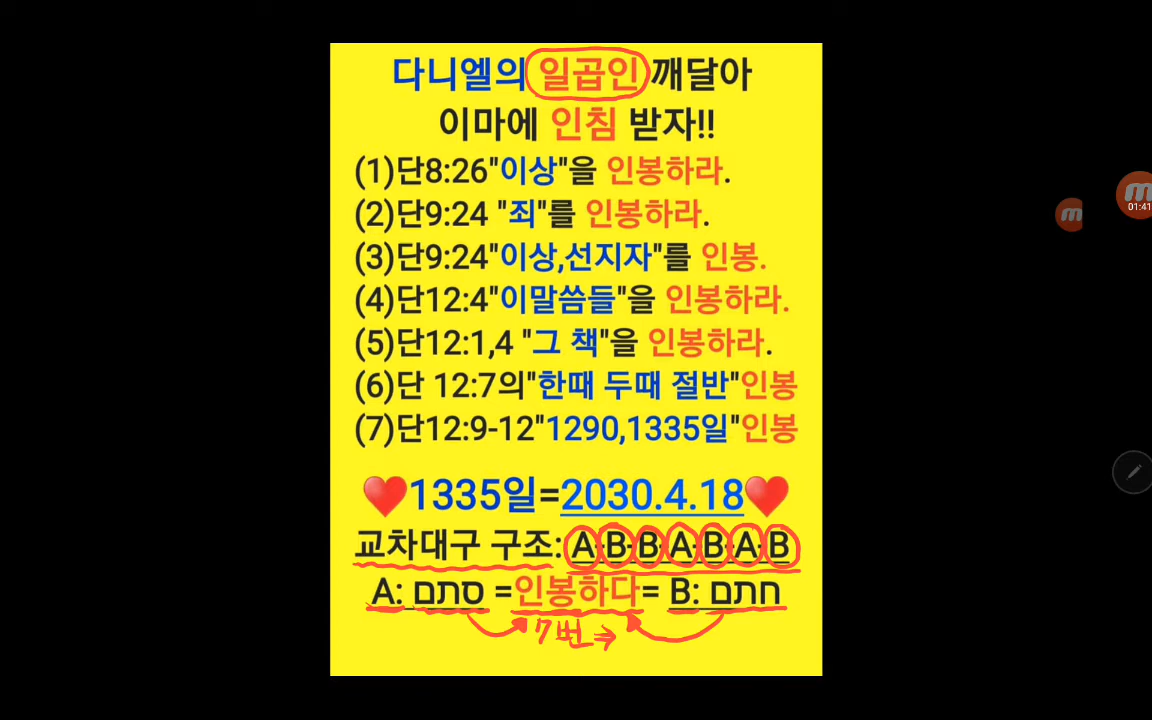 다니엘의 일곱인 깨달아
이마에 인침 받자!!
(1)단8:26"이상"을 인봉하라.
(2)단9:24 "죄"를 인봉하라.
(3)단9:24"이상,선지자"를 인봉.
(4)단12:4"이말씀들"을 인봉하라.
(5)단12:1,4 "그 책"을 인봉하라.
(6)단 12:7의"한때 두때 절반"인봉
(7)단12:9-12"1290,1335일"인봉
❤️1335일=2030.4.18❤️
교차대구 구조: A-B-B-A-B-A-B
A: סתם =인봉하다= B: חתם
7번→
01:41